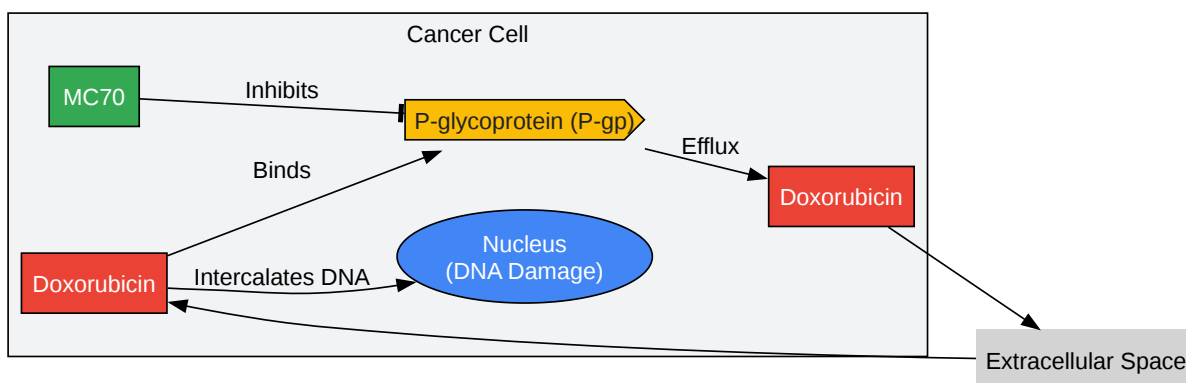 Cancer Cell
MC70
Inhibits
P-glycoprotein (P-gp)
Efflux
Binds
Doxorubicin
Nucleus
(DNA Damage)
Doxorubicin
Intercalates DNA
Extracellular Space